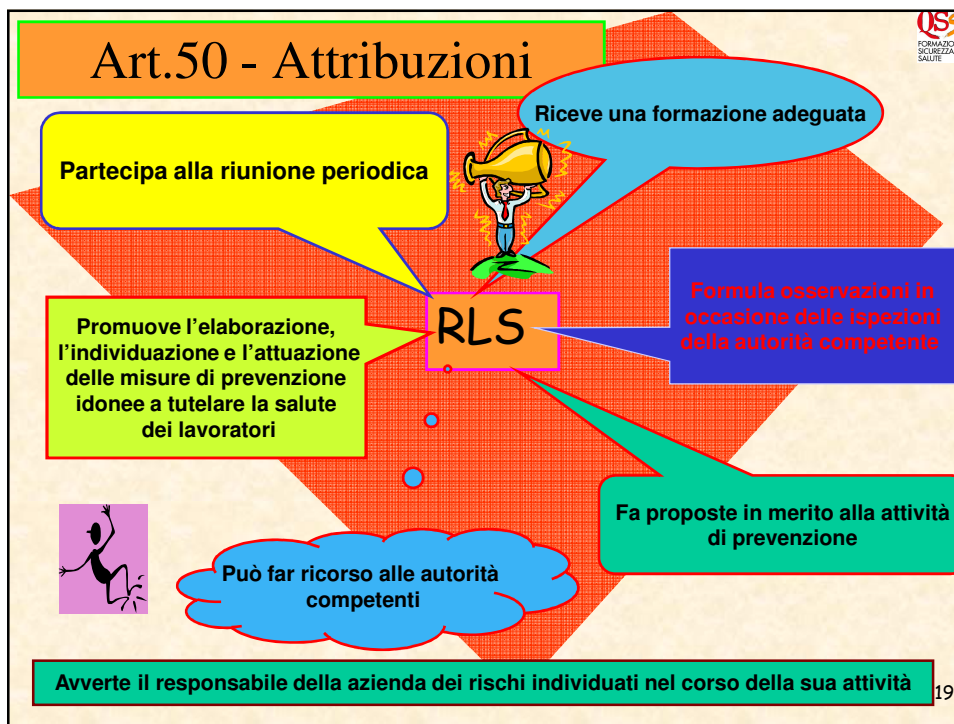 Art.50 - Attribuzioni
QSS
FORMAZIO
SICUREZZA
SALUTE
Riceve una formazione adeguata
Partecipa alla riunione periodica
RLS
Formula osservazioni in
occasione delle ispezioni
della autorità competente
Promuove l'elaborazione,
l'individuazione e l'attuazione
delle misure di prevenzione
idonee a tutelare la salute
dei lavoratori
Fa proposte in merito alla attività
di prevenzione
Può far ricorso alle autorità
competenti
Avverte il responsabile della azienda dei rischi individuati nel corso della sua attività
19